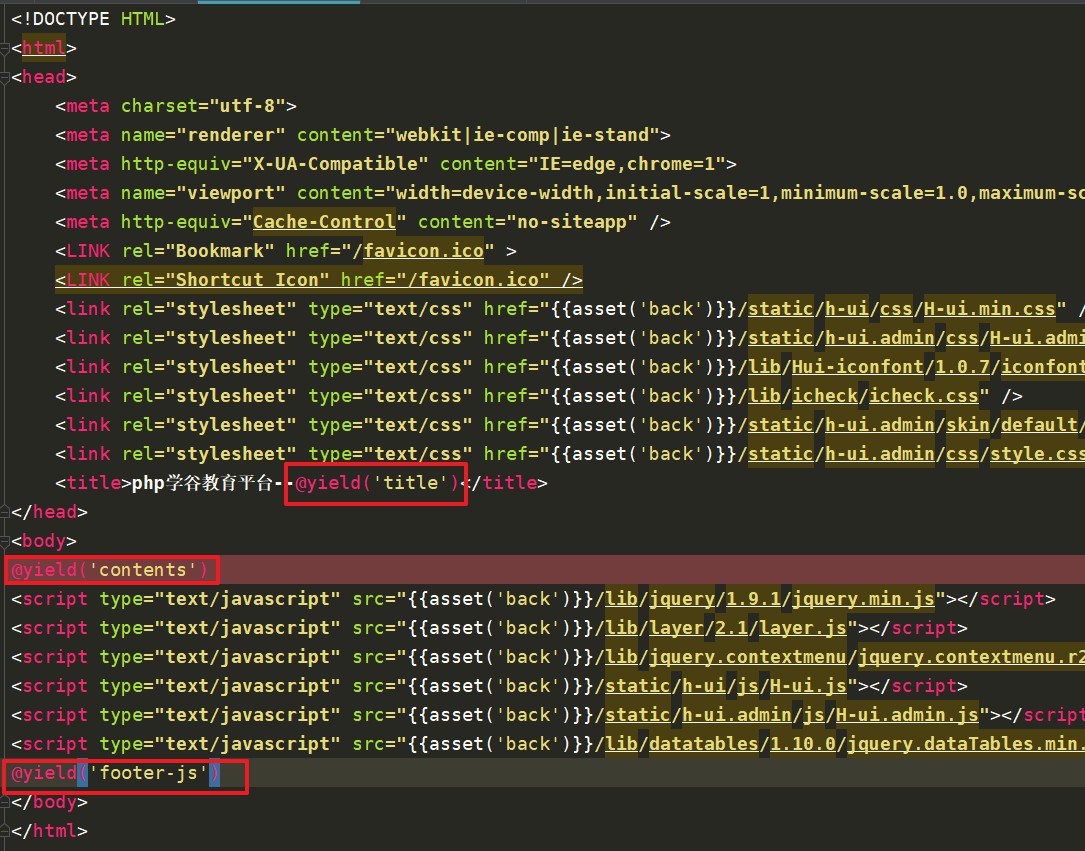 <!DOCTYPE HTML>
<html>
<head>
<meta charset="utf-8">
<meta name="renderer" content="webkit|ie-comp|ie-stand">
<meta http-equiv="X-UA-Compatible" content="IE=edge,chrome=1">
<meta name="viewport" content="width=device-width,initial-scale=1,minimum-scale=1.0,maximum-sc
<meta http-equiv="Cache-Control" content="no-siteapp" />
<LINK rel="Bookmark" href="/favicon.ico" >
<LINK rel="Shortcut Icon" href="/favicon.ico" />
<link rel="stylesheet" type="text/css" href="{{asset('back')}}/static/h-ui/css/H-ui.min.css" /
<link rel="stylesheet" type="text/css" href="{{asset('back')}}/static/h-ui.admin/css/H-ui.admi
<link rel="stylesheet" type="text/css" href="{{asset('back')}}/lib/Hui-iconfont/1.0.7/iconfont
<link rel="stylesheet" type="text/css" href="{{asset('back')}}/lib/icheck/icheck.css" />
<link rel="stylesheet" type="text/css" href="{{asset('back')}}/static/h-ui.admin/skin/default/
<link rel="stylesheet" type="text/css" href="{{asset('back')}}/static/h-ui.admin/css/style.css
<title>php学谷教育平台--@yield('title')</title>
</head>
<body>
@yield('contents')
<script type="text/javascript" src="{{asset('back')}}/lib/jquery/1.9.1/jquery.min.js"></script>
<script type="text/javascript" src="{{asset('back')}}/lib/layer/2.1/layer.js"></script>
<script type="text/javascript" src="{{asset('back')}}/lib/jquery.contextmenu/jquery.contextmenu.r2
<script type="text/javascript" src="{{asset('back')}}/static/h-ui/js/H-ui.js"></script>
<script type="text/javascript" src="{{asset('back')}}/static/h-ui.admin/js/H-ui.admin.js"></script
<script type="text/javascript" src="{{asset('back')}}/lib/datatables/1.10.0/jquery.dataTables.min.
@yield('footer-js')
</body>
</html>